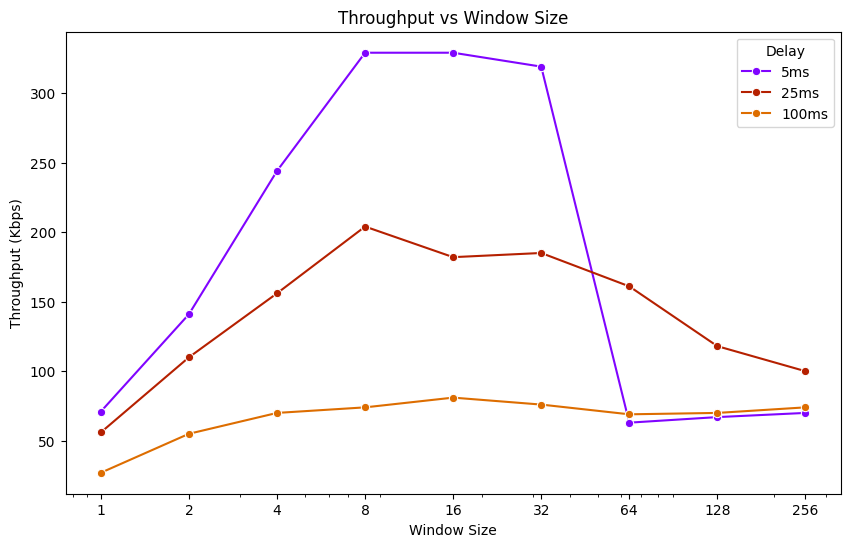 Throughput vs Window Size
Throughput (Kbps)
300
250
200
150
100
50
Delay
5ms
25ms
100ms
1 2 4 8 16 32 64 128 256
Window Size